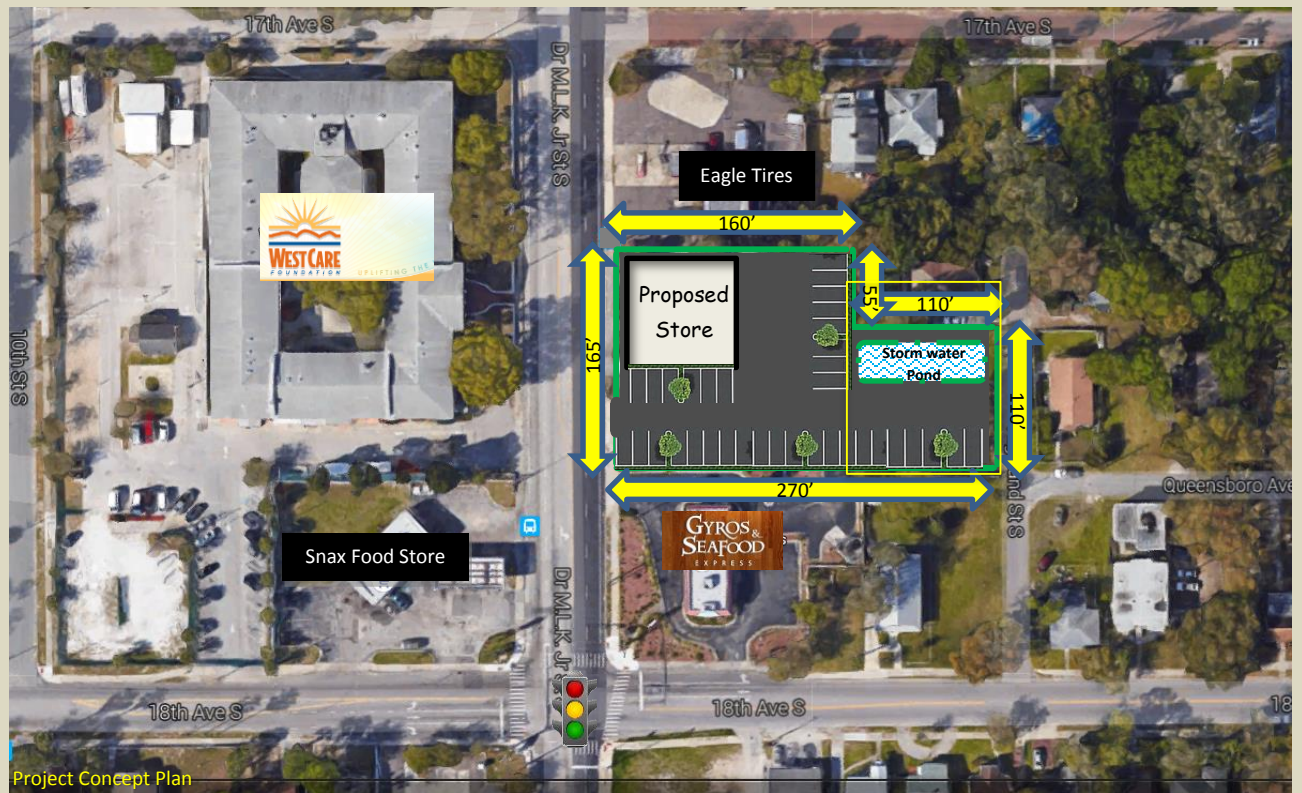 17th Ave S
17th Ave S
Dr M.L.K. Jr St S
Eagle Tires
160'
WESTCARE
FOUNDATION
UPLIFTING THE
Proposed
Store
55'
110'
165'
Storm water
Pond
110'
10th St S
270'
Queensboro Ave
GYROS &
SEAFOOD
EXPRESS
Snax Food Store
Dr M.L.K. Jr
18th Ave S
18th Ave S
18
Project Concept Plan